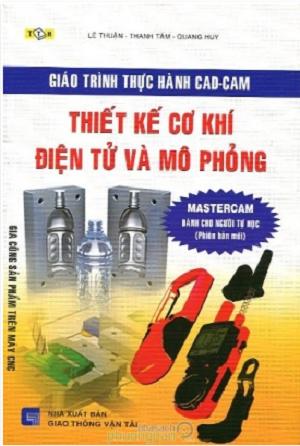 LÊ THUẬN - THANH TÂM - QUANG HUY
GIÁO TRÌNH THỰC HÀNH CAD-CAM
THIẾT KẾ CƠ KHÍ
ĐIỆN TỬ VÀ MÔ PHỎNG
MASTERCAM
DÀNH CHO NGƯỜI TỰ HỌC
(Phiên bản mới)
GIA CÔNG SẢN PHẨM TRÊN MÁY CNC
NHÀ XUẤT BẢN
GIAO THÔNG VẬN TẢI